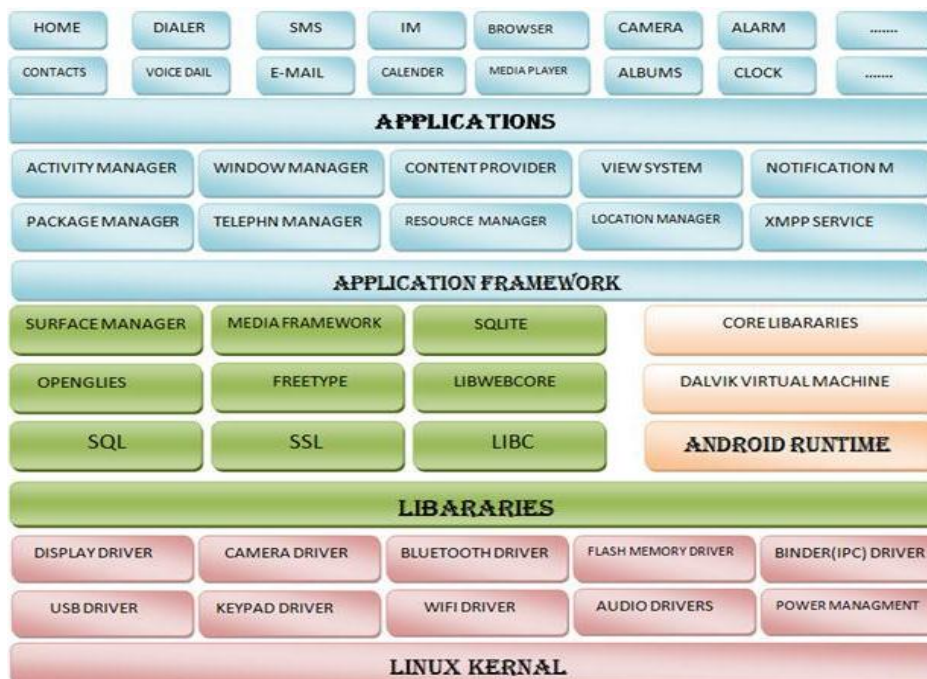 HOME DIALER SMS IM BROWSER CAMERA ALARM .......
CONTACTS VOICE DAIL E-MAIL CALENDER MEDIA PLAYER ALBUMS CLOCK .......
APPLICATIONS
ACTIVITY MANAGER WINDOW MANAGER CONTENT PROVIDER VIEW SYSTEM NOTIFICATION M
PACKAGE MANAGER TELEPHN MANAGER RESOURCE MANAGER LOCATION MANAGER XMPP SERVICE
APPLICATION FRAMEWORK
SURFACE MANAGER MEDIA FRAMEWORK SQLITE CORE LIBARARIES
OPENGLIES FREETYPE LIBWEBCORE DALVIK VIRTUAL MACHINE
SQL SSL LIBC ANDROID RUNTIME
LIBARARIES
DISPLAY DRIVER CAMERA DRIVER BLUETOOTH DRIVER FLASH MEMORY DRIVER BINDER(IPC) DRIVER
USB DRIVER KEYPAD DRIVER WIFI DRIVER AUDIO DRIVERS POWER MANAGMENT
LINUX KERNAL